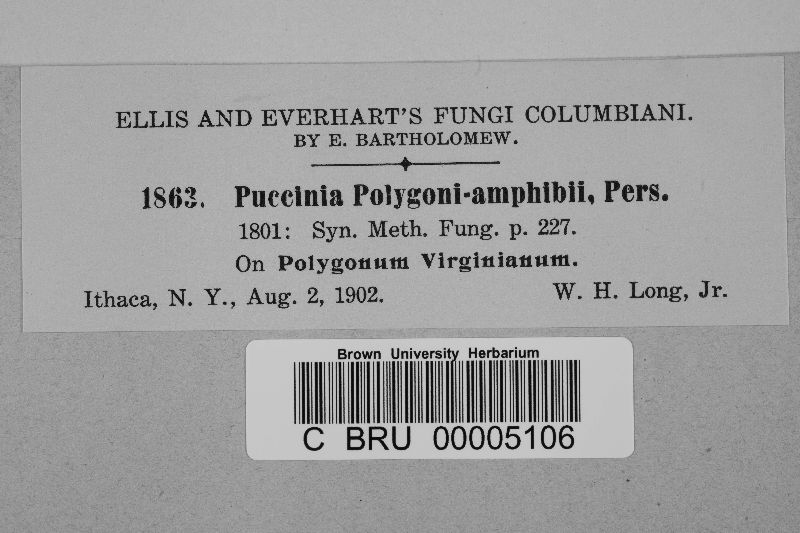 ELLIS AND EVERHART'S FUNGI COLUMBIANI.
BY E. BARTHOLOMEW.
1863. Puccinia Polygoni-amphibii, Pers.
1801: Syn. Meth. Fung. p. 227.
On Polygonum Virginianum.
Ithaca, N. Y., Aug. 2, 1902. W. H. Long, Jr.
Brown University Herbarium
C BRU 00005106